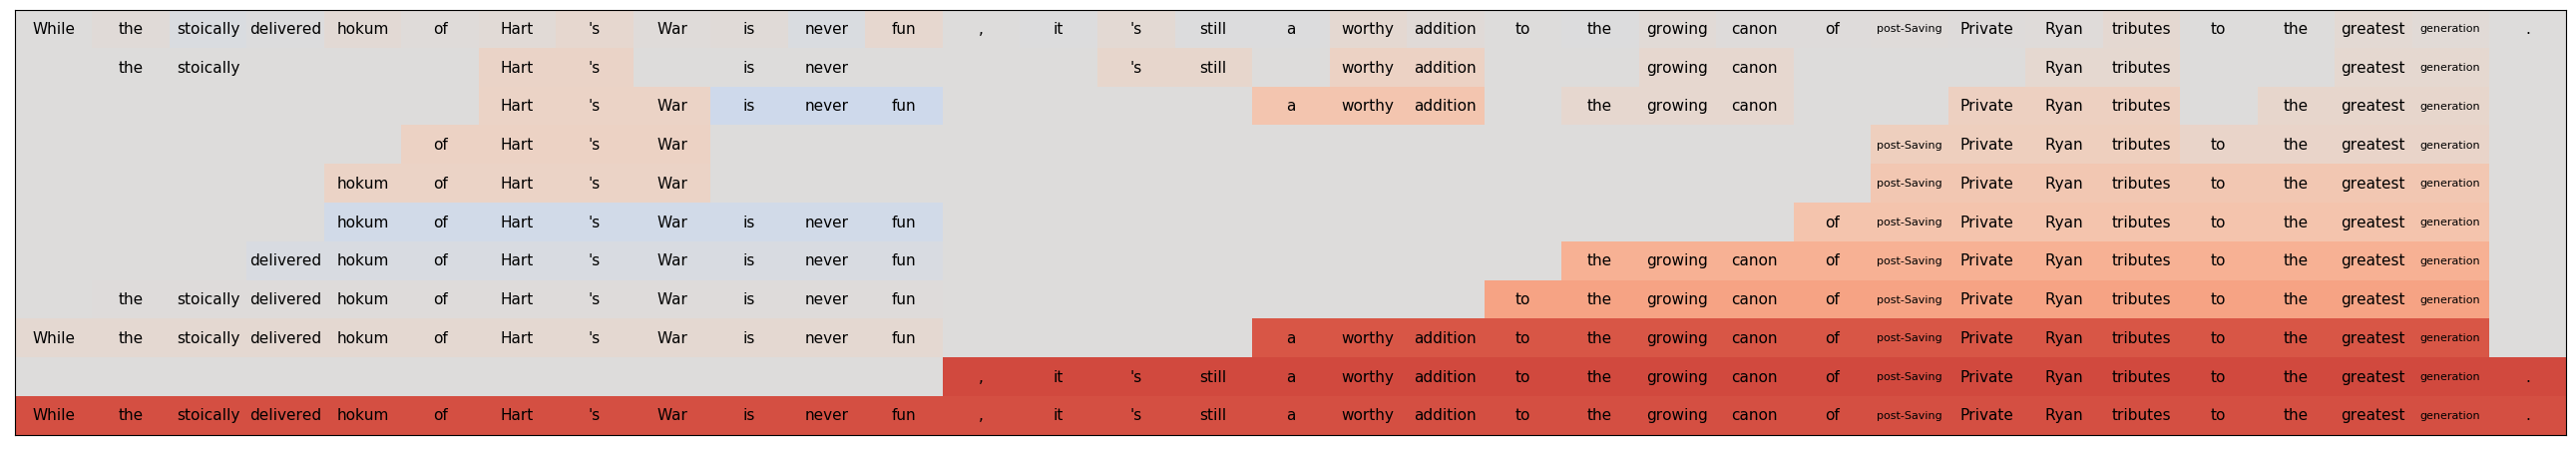 While the stoically delivered hokum of Hart 's War is never fun , it 's still a worthy addition to the growing canon of post-Saving Private Ryan tributes to the greatest generation .
the stoically Hart 's is never 's still worthy addition growing canon Ryan tributes greatest generation
Hart 's War is never fun a worthy addition the growing canon Private Ryan tributes the greatest generation
of Hart 's War post-Saving Private Ryan tributes to the greatest generation
hokum of Hart 's War post-Saving Private Ryan tributes to the greatest generation
hokum of Hart 's War is never fun of post-Saving Private Ryan tributes to the greatest generation
delivered hokum of Hart 's War is never fun the growing canon of post-Saving Private Ryan tributes to the greatest generation
the stoically delivered hokum of Hart 's War is never fun to the growing canon of post-Saving Private Ryan tributes to the greatest generation
While the stoically delivered hokum of Hart 's War is never fun a worthy addition to the growing canon of post-Saving Private Ryan tributes to the greatest generation
, it 's still a worthy addition to the growing canon of post-Saving Private Ryan tributes to the greatest generation .
While the stoically delivered hokum of Hart 's War is never fun , it 's still a worthy addition to the growing canon of post-Saving Private Ryan tributes to the greatest generation .